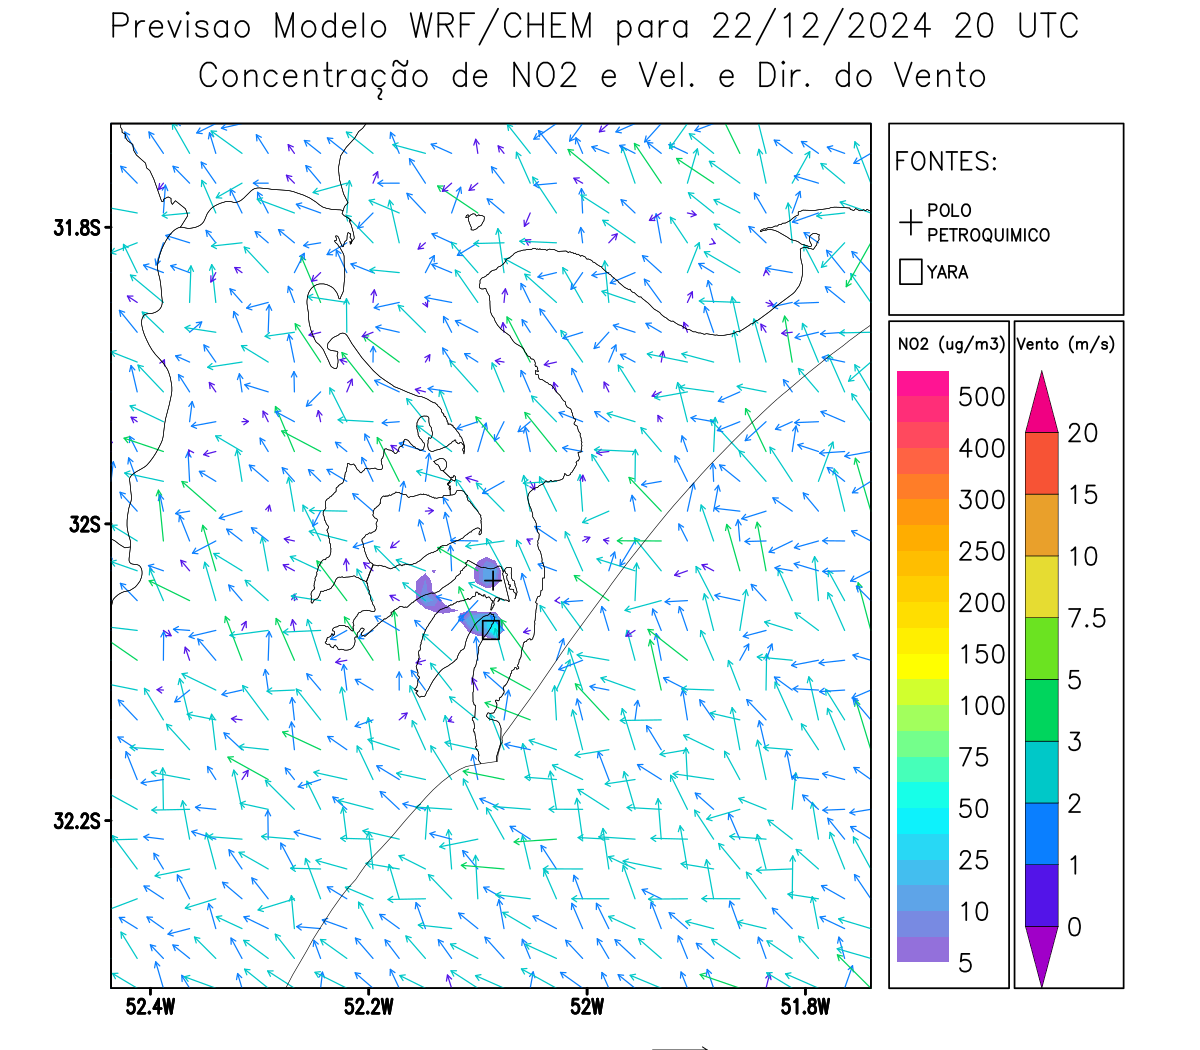 Previsao Modelo WRF/CHEM para 22/12/2024 20 UTC
Concentração de NO2 e Vel. e Dir. do Vento
FONTES:
POLO
PETROQUIMICO
YARA
NO2 (ug/m3)
500
400
300
250
200
150
100
75
50
25
10
5
Vento (m/s)
20
15
10
7.5
5
3
2
1
0
31.8S
32S
32.2S
52.4W
52.2W
52W
51.8W